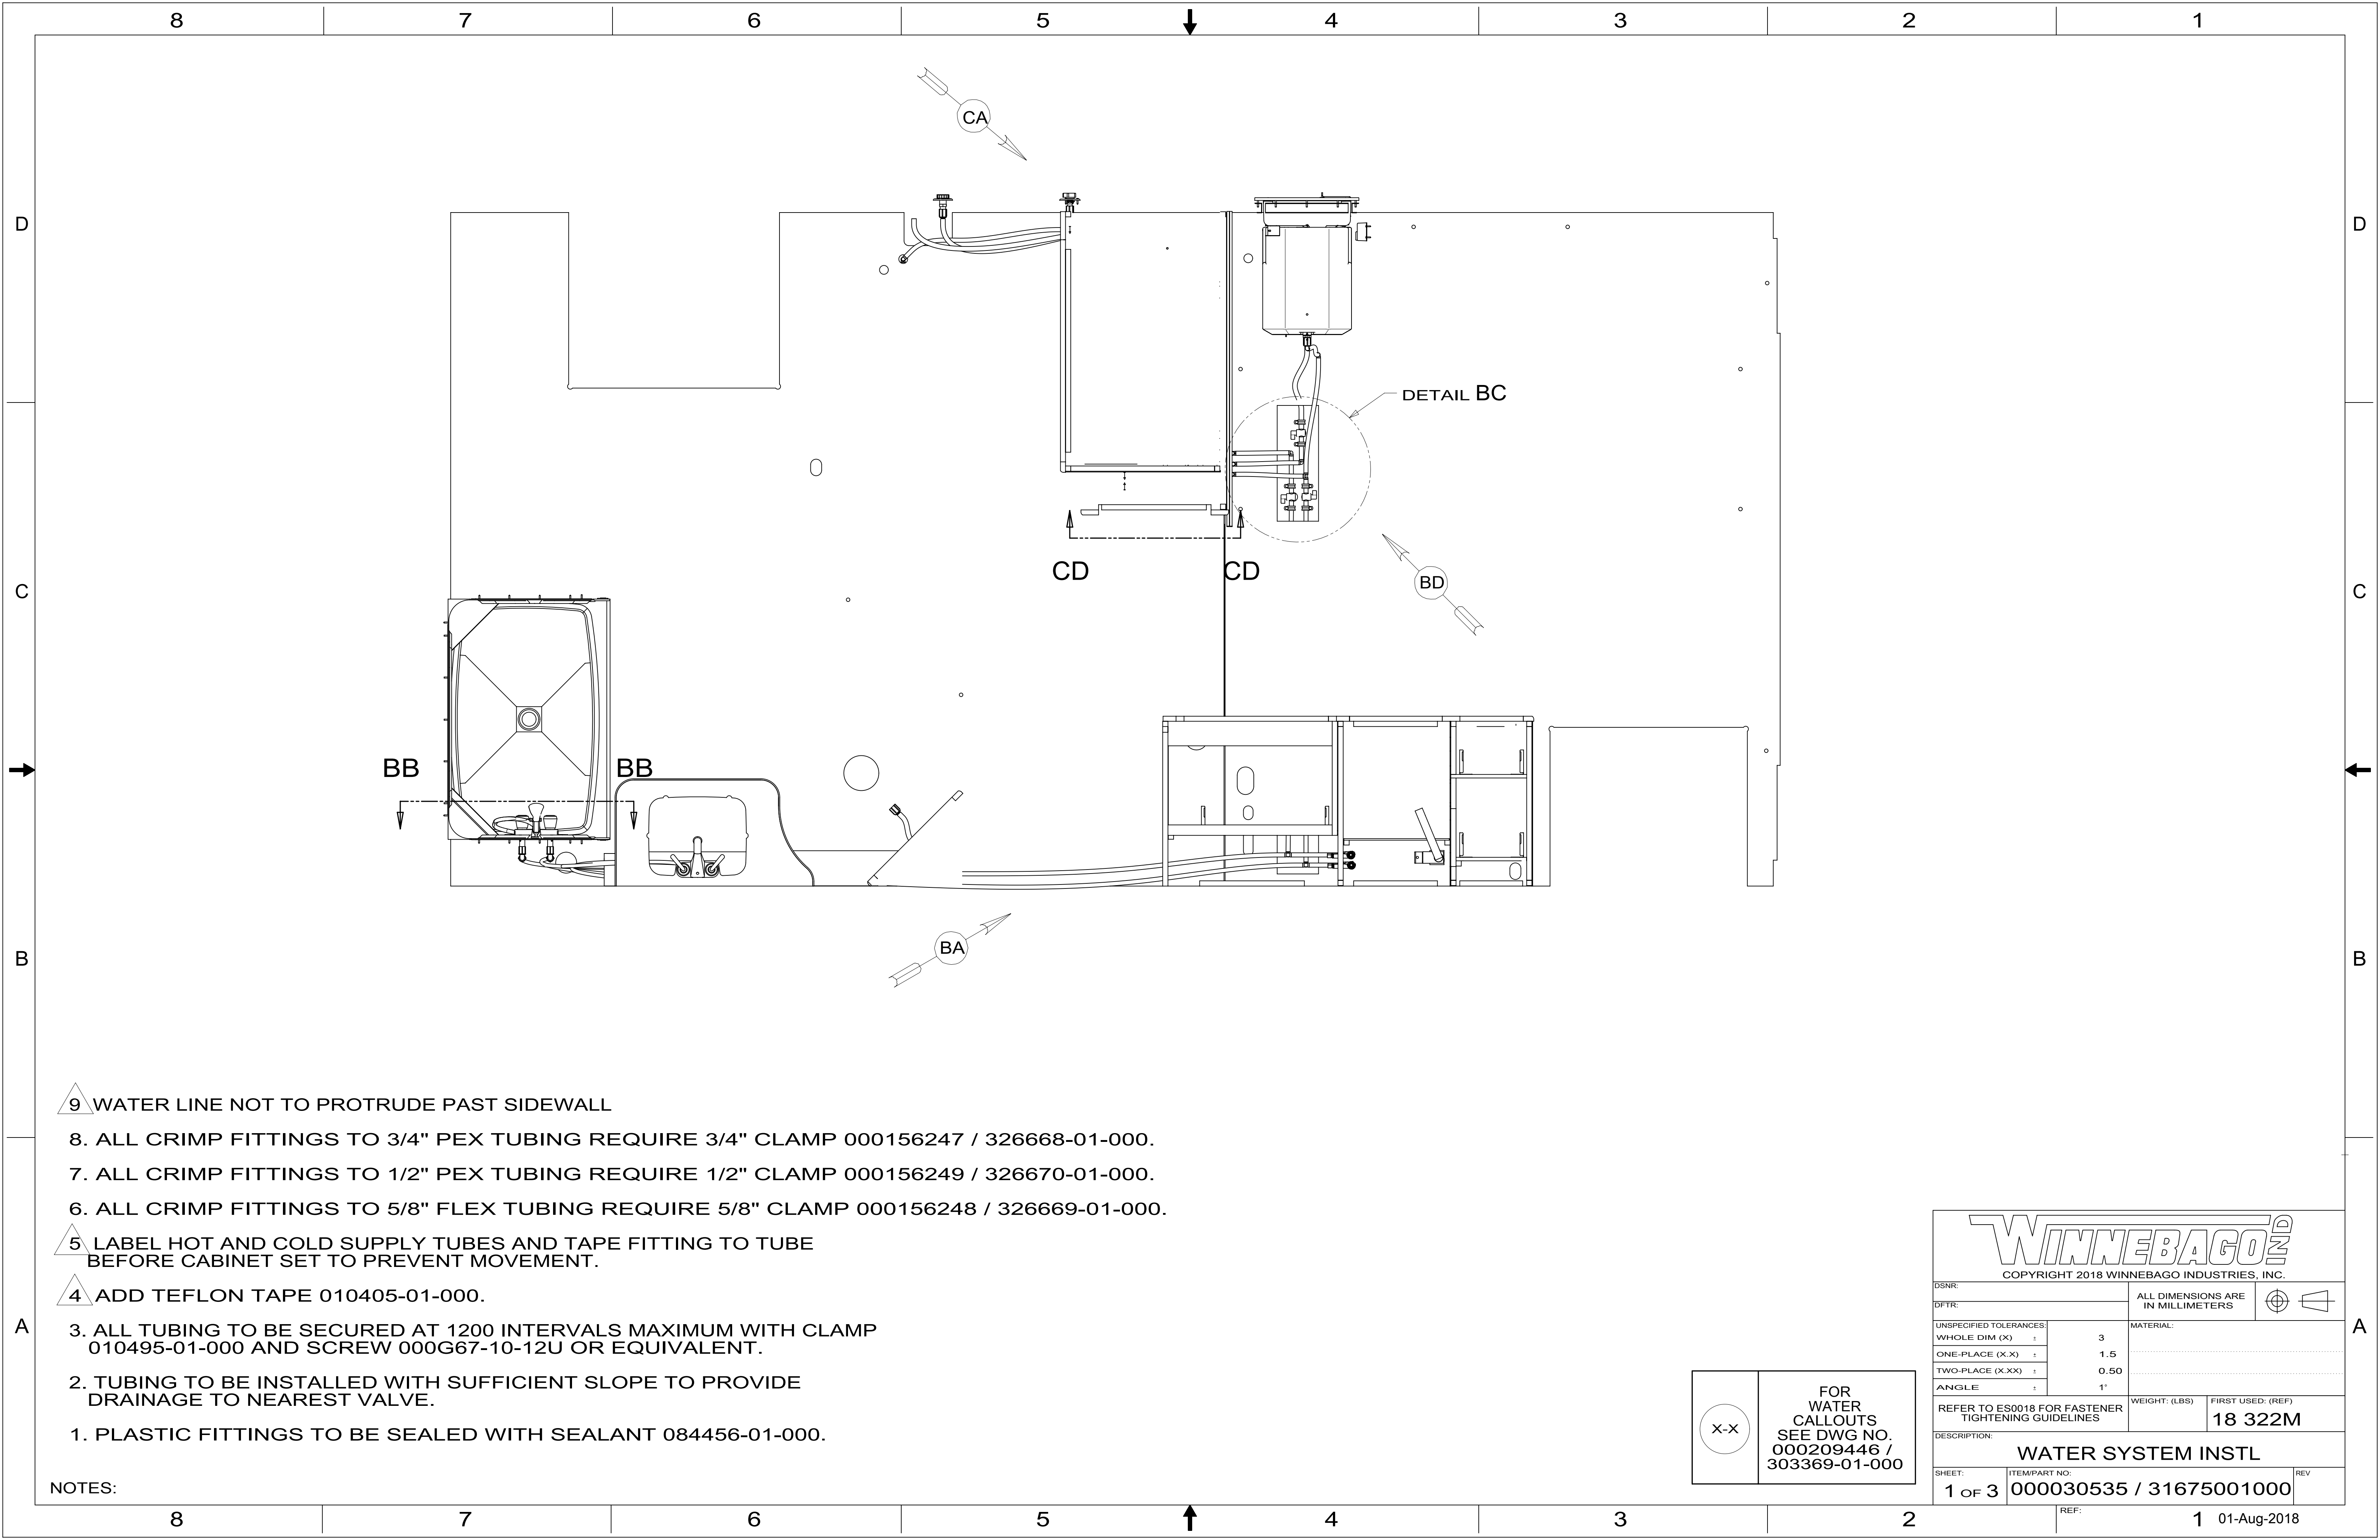 8 7 6 5 4 3 2 1
CA
D D
DETAIL BC
CD CD
C C
BD
BB BB
BA
B B
9 WATER LINE NOT TO PROTRUDE PAST SIDEWALL
8. ALL CRIMP FITTINGS TO 3/4" PEX TUBING REQUIRE 3/4" CLAMP 000156247 / 326668-01-000.
7. ALL CRIMP FITTINGS TO 1/2" PEX TUBING REQUIRE 1/2" CLAMP 000156249 / 326670-01-000.
6. ALL CRIMP FITTINGS TO 5/8" FLEX TUBING REQUIRE 5/8" CLAMP 000156248 / 326669-01-000.
5 LABEL HOT AND COLD SUPPLY TUBES AND TAPE FITTING TO TUBE
BEFORE CABINET SET TO PREVENT MOVEMENT.
4 ADD TEFLON TAPE 010405-01-000.
3. ALL TUBING TO BE SECURED AT 1200 INTERVALS MAXIMUM WITH CLAMP
010495-01-000 AND SCREW 000G67-10-12U OR EQUIVALENT.
2. TUBING TO BE INSTALLED WITH SUFFICIENT SLOPE TO PROVIDE
DRAINAGE TO NEAREST VALVE.
1. PLASTIC FITTINGS TO BE SEALED WITH SEALANT 084456-01-000.
NOTES:
A A
X-X
FOR
WATER
CALLOUTS
SEE DWG NO.
000209446 /
303369-01-000
WINNEBAGO IND
COPYRIGHT 2018 WINNEBAGO INDUSTRIES, INC.
DSNR:
DFTR:
ALL DIMENSIONS ARE
IN MILLIMETERS
UNSPECIFIED TOLERANCES:
WHOLE DIM (X) ± 3
ONE-PLACE (X.X) ± 1.5
TWO-PLACE (X.XX) ± 0.50
ANGLE ± 1°
MATERIAL:
REFER TO ES0018 FOR FASTENER
TIGHTENING GUIDELINES
WEIGHT: (LBS)
FIRST USED: (REF)
18 322M
DESCRIPTION:
WATER SYSTEM INSTL
SHEET:
1 OF 3
ITEM/PART NO:
000030535 / 31675001000
REV
8 7 6 5 4 3 2 1
REF:
01-Aug-2018